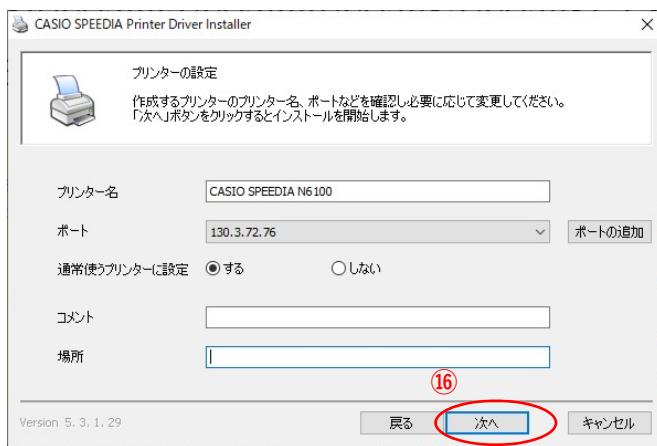 CASIO SPEEDIA Printer Driver Installer
プリンターの設定
作成するプリンターのプリンター名、ポートなどを確認し必要に応じて変更してください。
「次へ」ボタンをクリックするとインストールを開始します。
プリンター名 CASIO SPEEDIA N6100
ポート 130.3.72.76 ポートの追加
通常使うプリンターに設定 する しない
コメント
場所
⑯
Version 5.3.1.29 戻る 次へ キャンセル